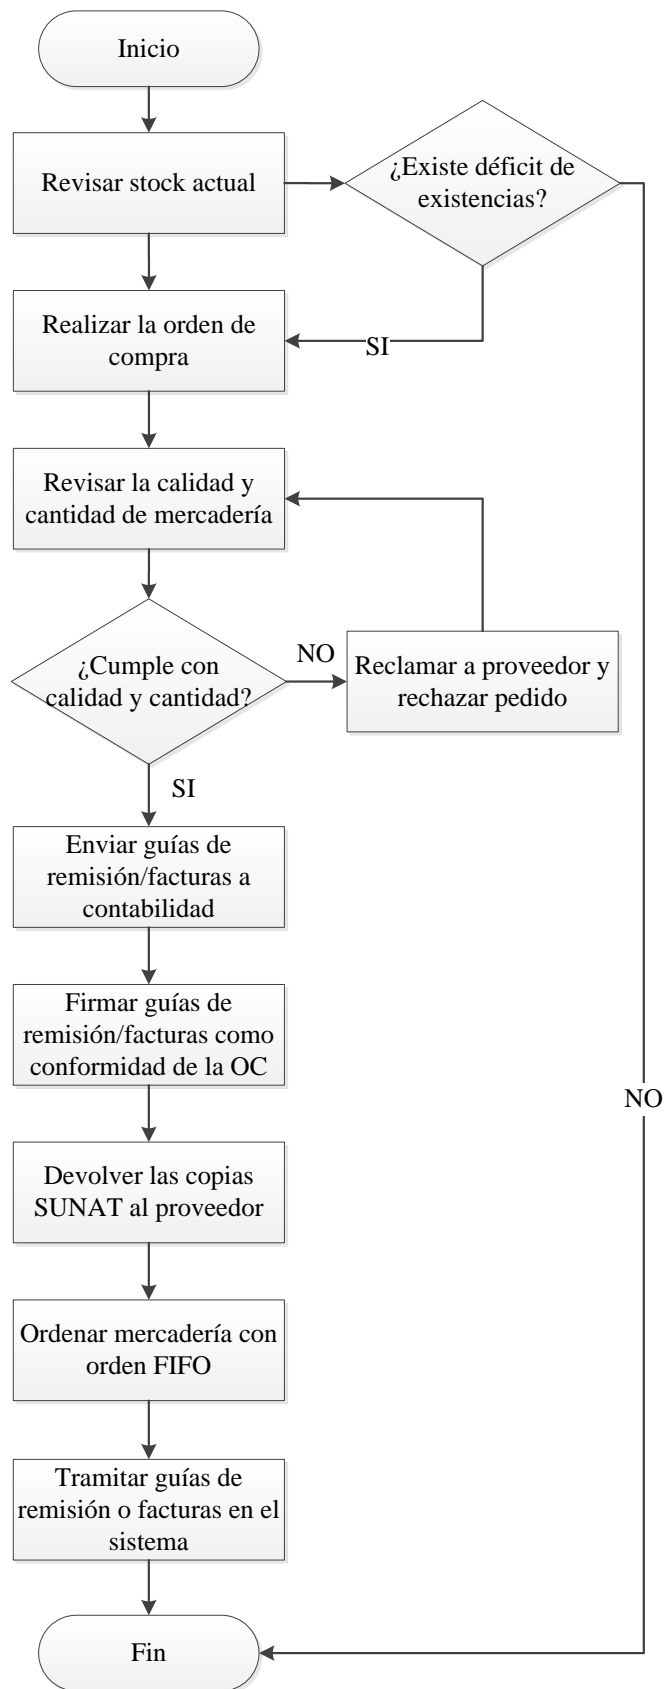 Inicio
Revisar stock actual
¿Existe déficit de
existencias?
Realizar la orden de
compra
SI
Revisar la calidad y
cantidad de mercadería
¿Cumple con
calidad y cantidad?
NO
Reclamar a proveedor y
rechazar pedido
SI
Enviar guías de
remisión/facturas a
contabilidad
Firmar guías de
remisión/facturas como
conformidad de la OC
NO
Devolver las copias
SUNAT al proveedor
Ordenar mercadería con
orden FIFO
Tramitar guías de
remisión o facturas en el
sistema
Fin